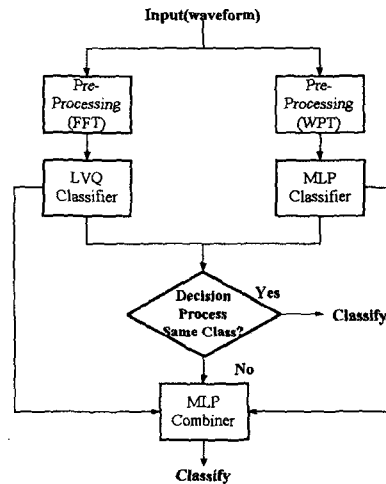 Input(waveform)
Pre-
Processing
(FFT)
Pre-
Processing
(WPT)
LVQ
Classifier
MLP
Classifier
Decision
Process
Same Class?
Yes
Classify
No
MLP
Combiner
Classify